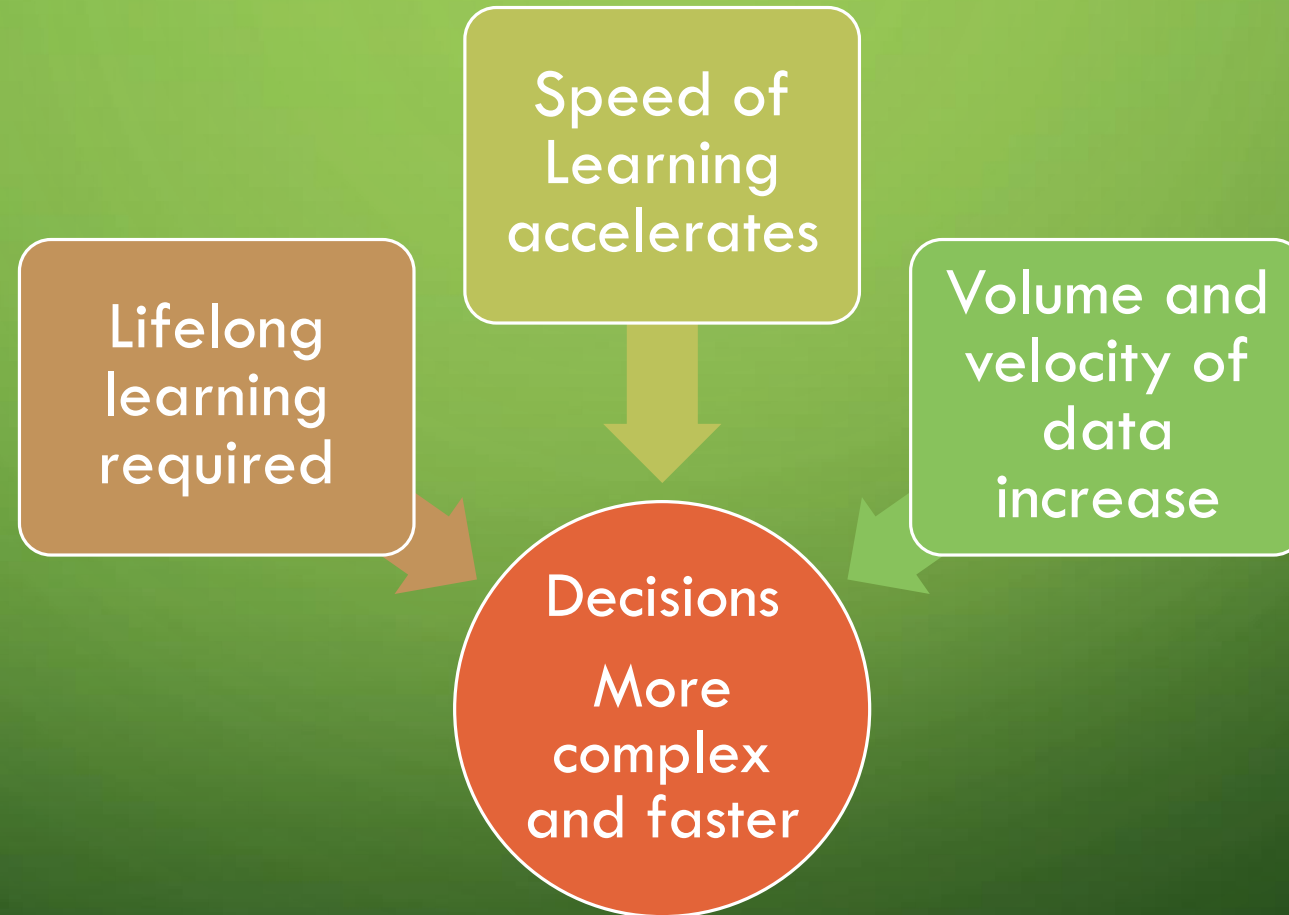 Speed of
Learning
accelerates
Lifelong
learning
required
Volume and
velocity of
data
increase
Decisions
More
complex
and faster